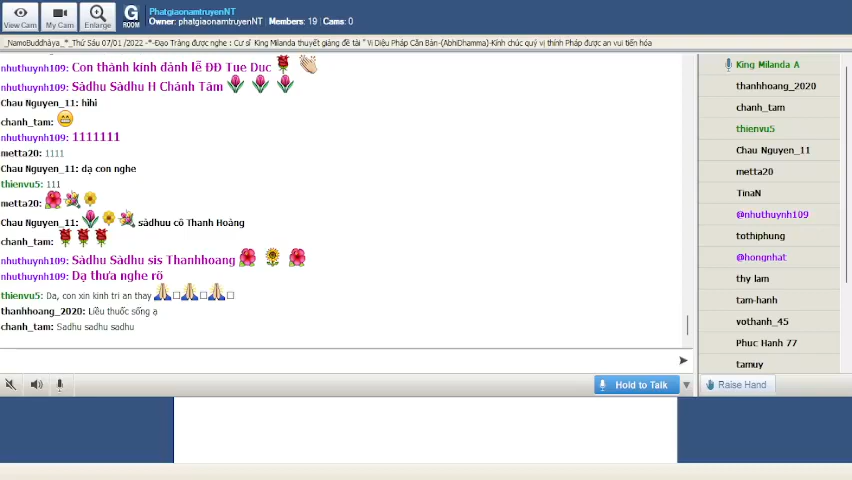 View Cam
My Cam
Enlarge
G
ROOM
PhatgiaonamtruyenNT
Owner: phatgiaonamtruyenNT Members: 19 | Cams: 0
_NamoBuddhàya_*_Thứ Sáu 07/01 /2022 -*-Đạo Tràng được nghe : Cư sĩ King Milanda thuyết giảng đề tài " Vi Diệu Pháp Căn Bản-(AbhiDhamma)-Kính chúc quý vị thính Pháp được an vui tiến hóa
nhuthuynh109: Con thành kính đảnh lễ ĐĐ Tue Duc
nhuthuynh109: Sàdhu Sàdhu H Chánh Tâm
Chau Nguyen_11: hihi
chanh_tam:
nhuthuynh109: 1111111
metta20: 1111
Chau Nguyen_11: dạ con nghe
thienvu5: 111
metta20:
Chau Nguyen_11: sàdhuu cô Thanh Hoàng
chanh_tam:
nhuthuynh109: Sàdhu Sàdhu sis Thanhhoang
nhuthuynh109: Dạ thưa nghe rõ
thienvu5: Da, con xin kinh tri an thay
thanhhoang_2020: Liều thuốc sống ạ
chanh_tam: Sadhu sadhu sadhu
King Milanda A
thanhhoang_2020
chanh_tam
thienvu5
Chau Nguyen_11
metta20
TinaN
@nhuthuynh109
tothiphung
@hongnhat
thy lam
tam-hanh
vothanh_45
Phuc Hanh 77
tamuy
Hold to Talk
Raise Hand